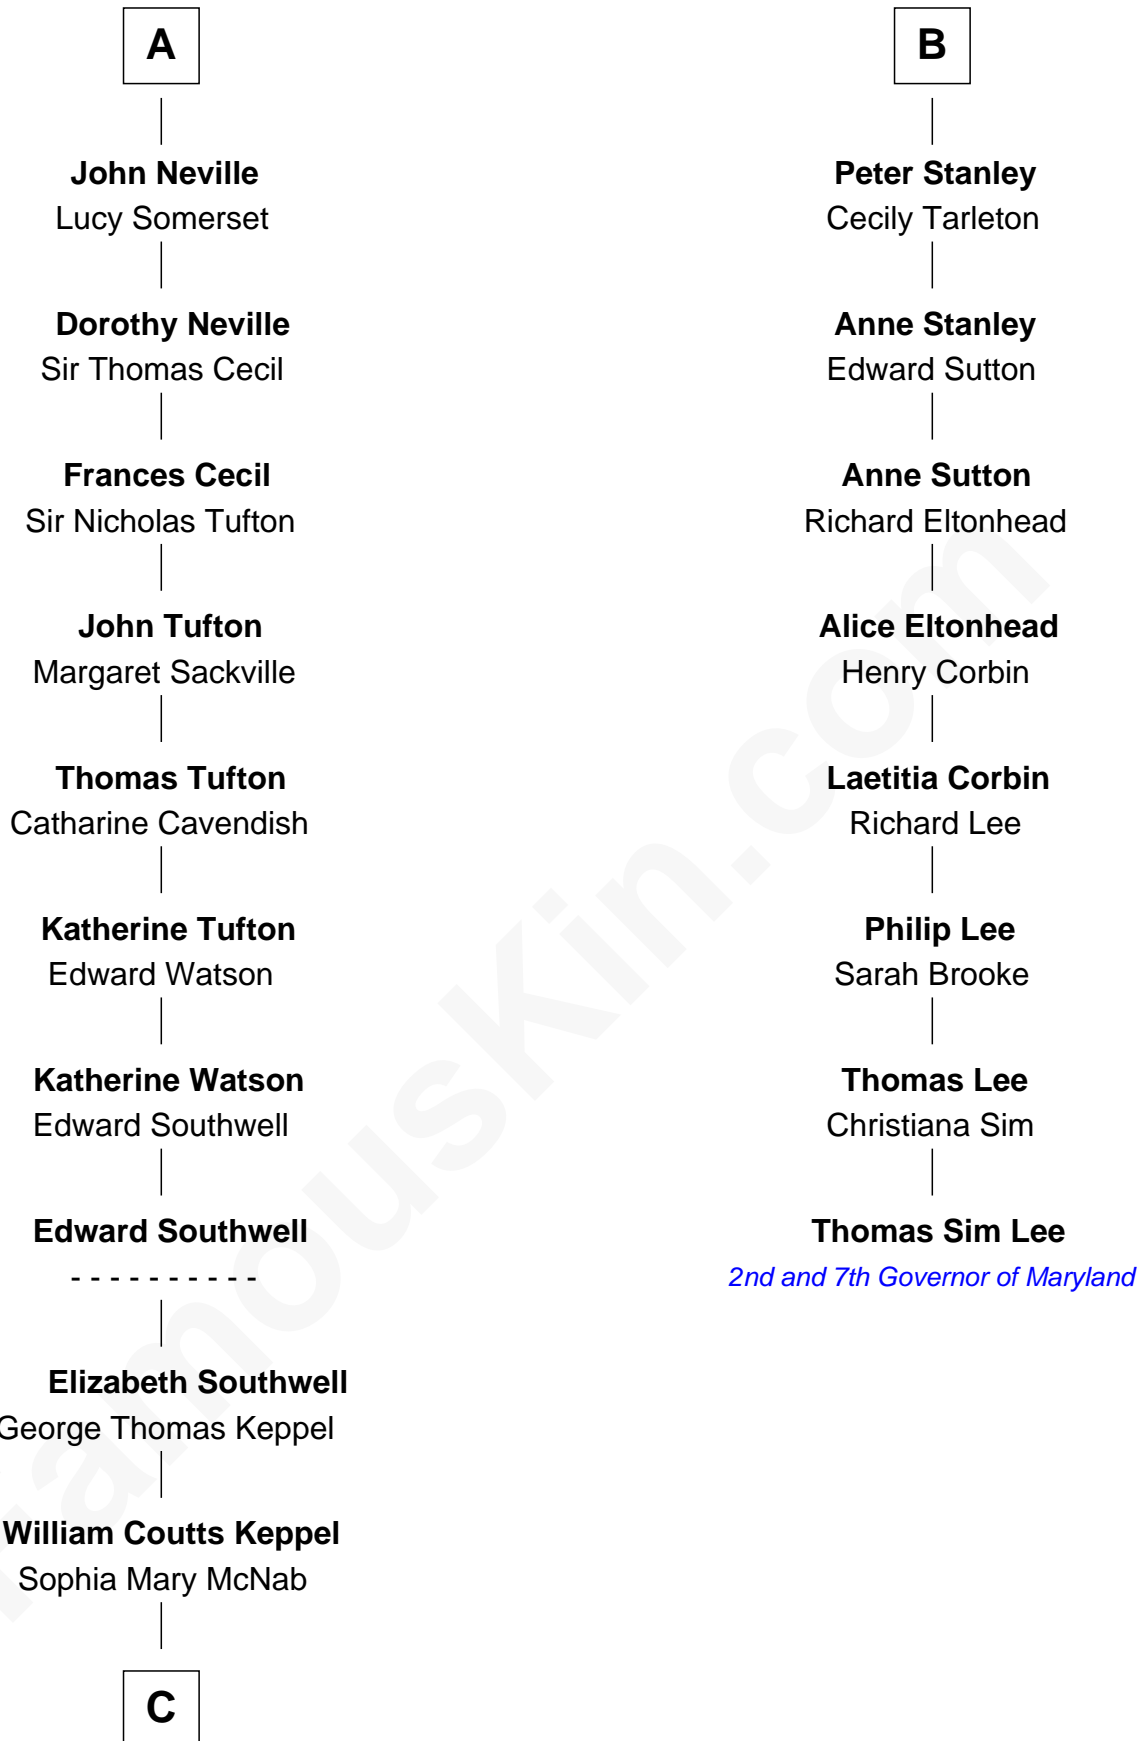 A
John Neville
Lucy Somerset
Dorothy Neville
Sir Thomas Cecil
Frances Cecil
Sir Nicholas Tufton
John Tufton
Margaret Sackville
Thomas Tufton
Catharine Cavendish
Katherine Tufton
Edward Watson
Katherine Watson
Edward Southwell
Edward Southwell
- - - - - - - - - -
Elizabeth Southwell
George Thomas Keppel
William Coutts Keppel
Sophia Mary McNab
C
B
Peter Stanley
Cecily Tarleton
Anne Stanley
Edward Sutton
Anne Sutton
Richard Eltonhead
Alice Eltonhead
Henry Corbin
Laetitia Corbin
Richard Lee
Philip Lee
Sarah Brooke
Thomas Lee
Christiana Sim
Thomas Sim Lee
2nd and 7th Governor of Maryland
FamousKin.com